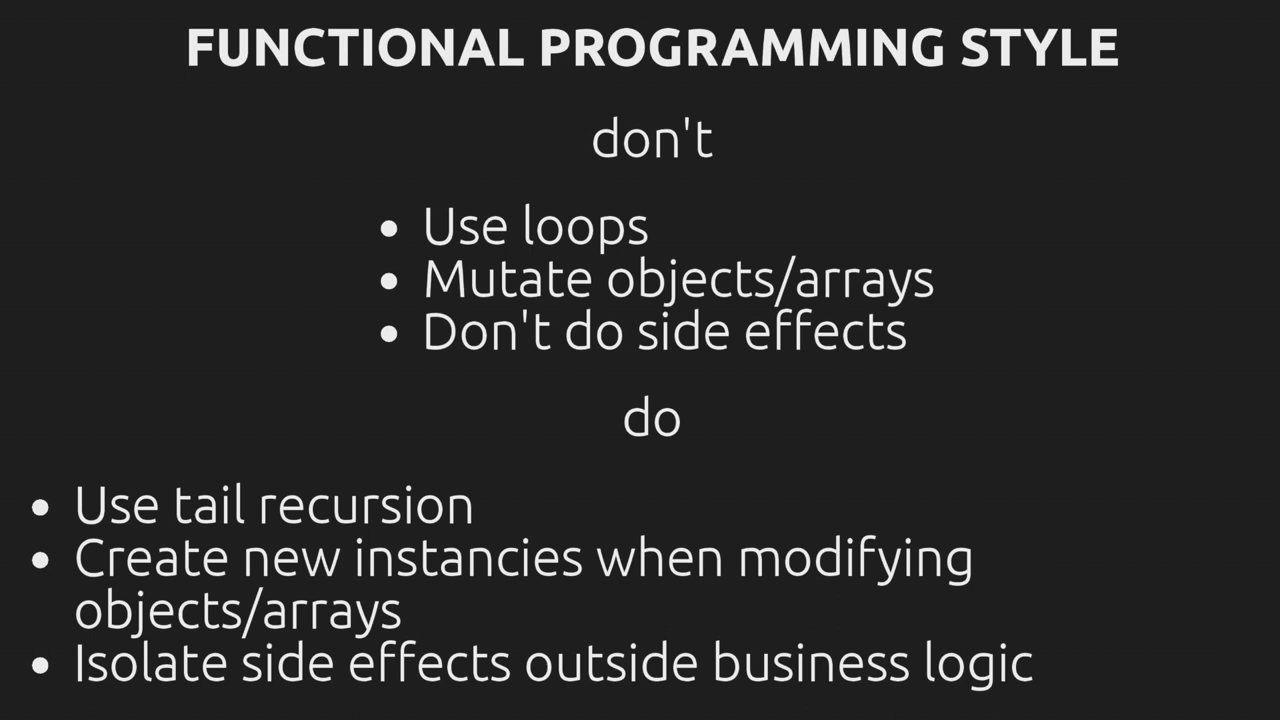 FUNCTIONAL PROGRAMMING STYLE
don't
• Use loops
• Mutate objects/arrays
• Don't do side effects
do
• Use tail recursion
• Create new instancies when modifying
objects/arrays
• Isolate side effects outside business logic